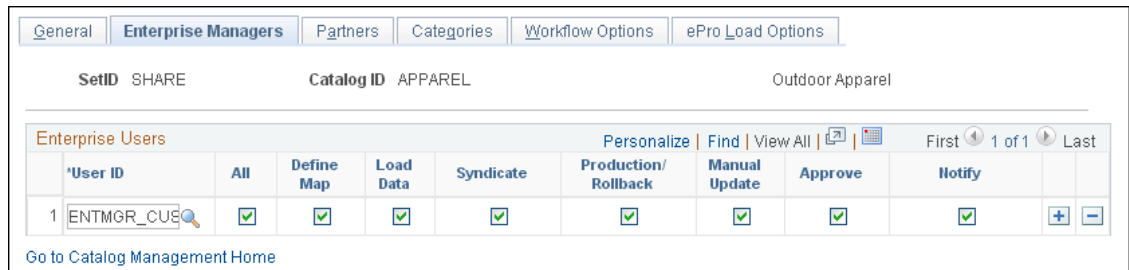 General Enterprise Managers Partners Categories Workflow Options ePro Load Options
SetID SHARE Catalog ID APPAREL Outdoor Apparel
Enterprise Users Personalize | Find | View All | | First 1 of 1 Last
*User ID All Define Map Load Data Syndicate Production/ Rollback Manual Update Approve Notify
1 ENTMGR_CUS
Go to Catalog Management Home